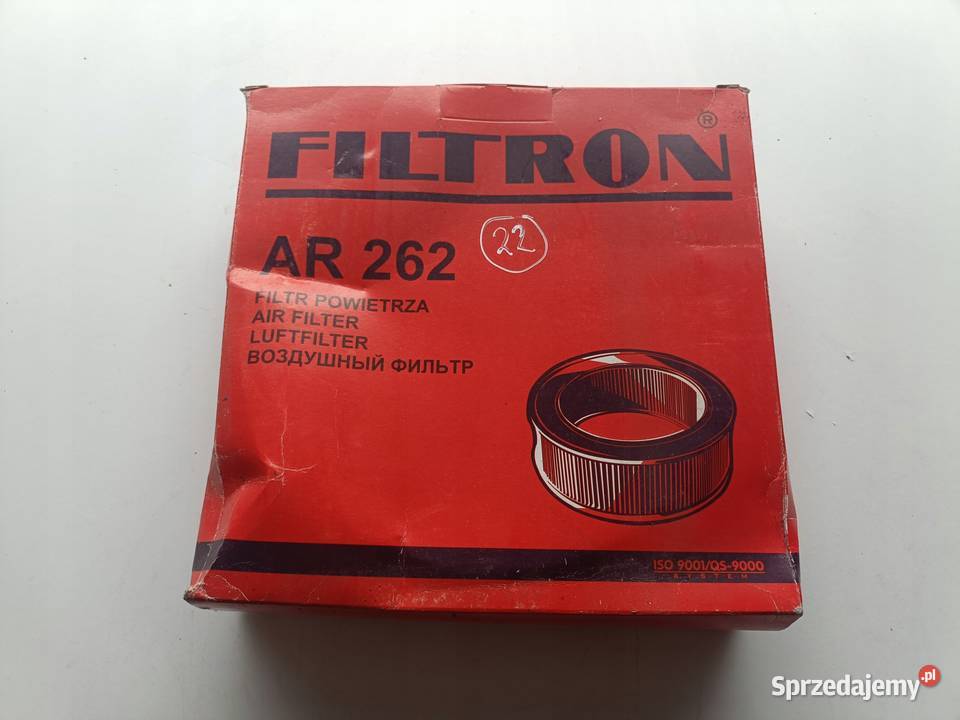 FILTRON ®
AR 262
22
FILTR POWIETRZA
AIR FILTER
LUFTFILTER
ВОЗДУШНЫЙ ФИЛЬТР
ISO 9001/QS-9000
SYSTEM
Sprzedajemy.pl